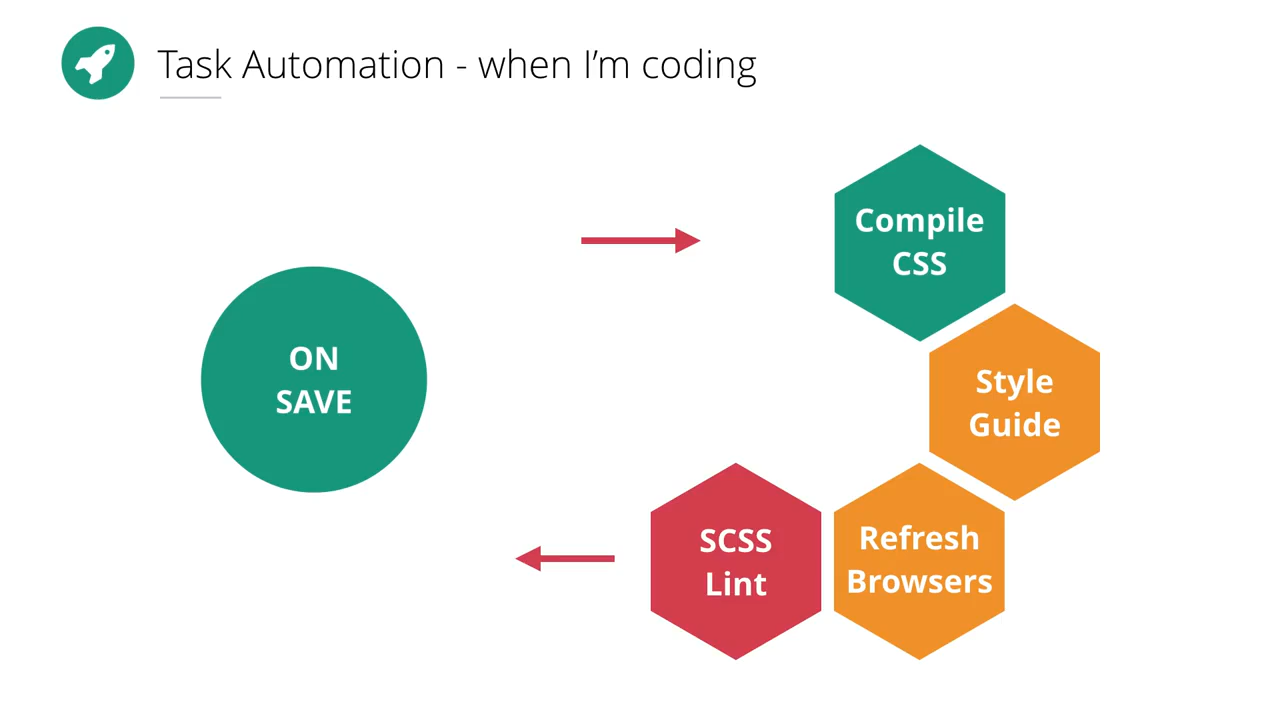 Task Automation - when I’m coding
ON
SAVE
Compile
CSS
Style
Guide
Refresh
Browsers
SCSS
Lint